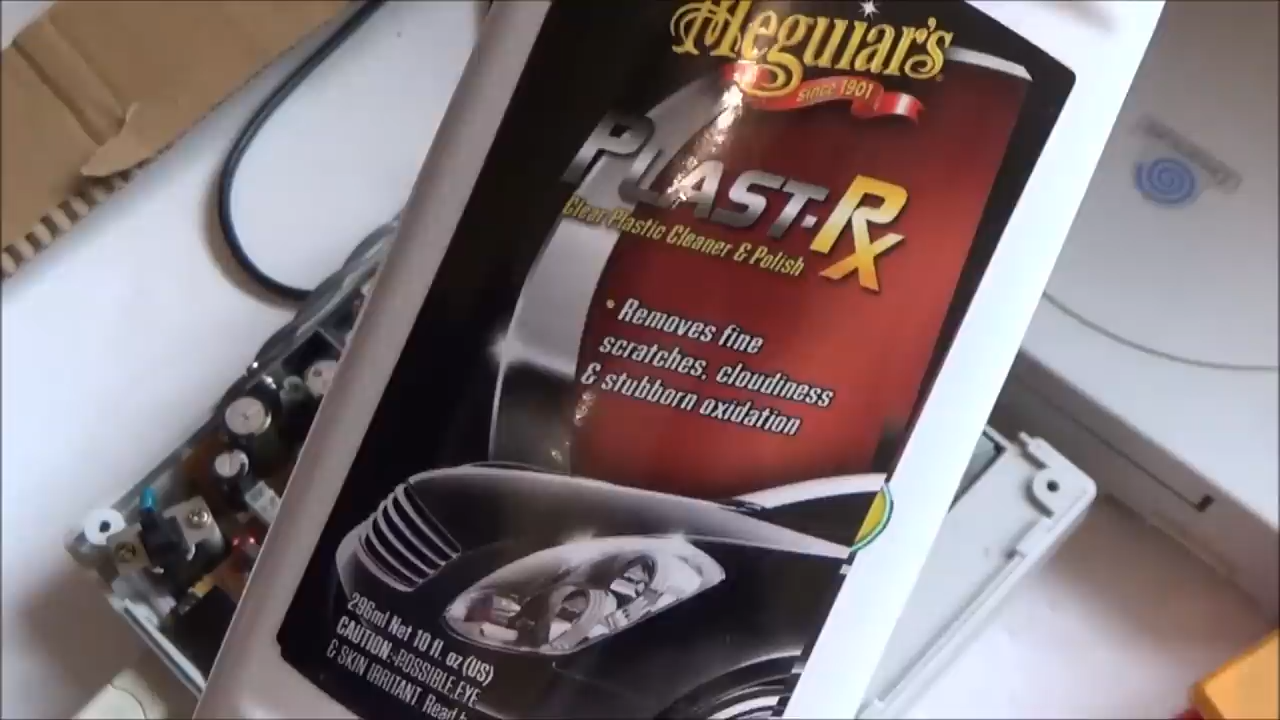 Meguiar's
since 1901
PLAST-Rx
Clear Plastic Cleaner & Polish
• Removes fine
scratches, cloudiness
& stubborn oxidation
296ml Net 10 fl. oz (US)
CAUTION: POSSIBLE EYE
& SKIN IRRITANT. Read